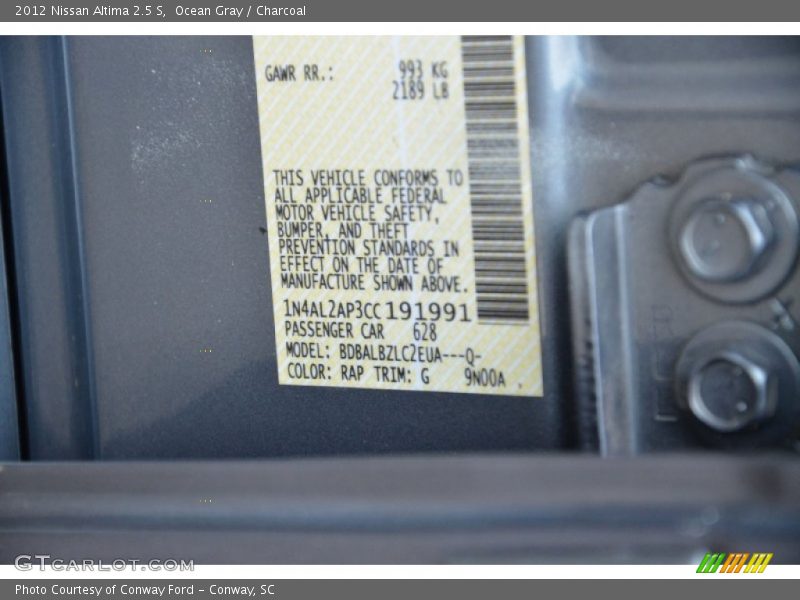 2012 Nissan Altima 2.5 S, Ocean Gray / Charcoal
GAWR RR.: 993 KG
2189 LB
THIS VEHICLE CONFORMS TO
ALL APPLICABLE FEDERAL
MOTOR VEHICLE SAFETY,
BUMPER, AND THEFT
PREVENTION STANDARDS IN
EFFECT ON THE DATE OF
MANUFACTURE SHOWN ABOVE.
1N4AL2AP3CC191991
PASSENGER CAR 628
MODEL: BDBALBZLC2EUA---Q-
COLOR: RAP TRIM: G 9N00A .
GTCARLOT.COM
Photo Courtesy of Conway Ford - Conway, SC